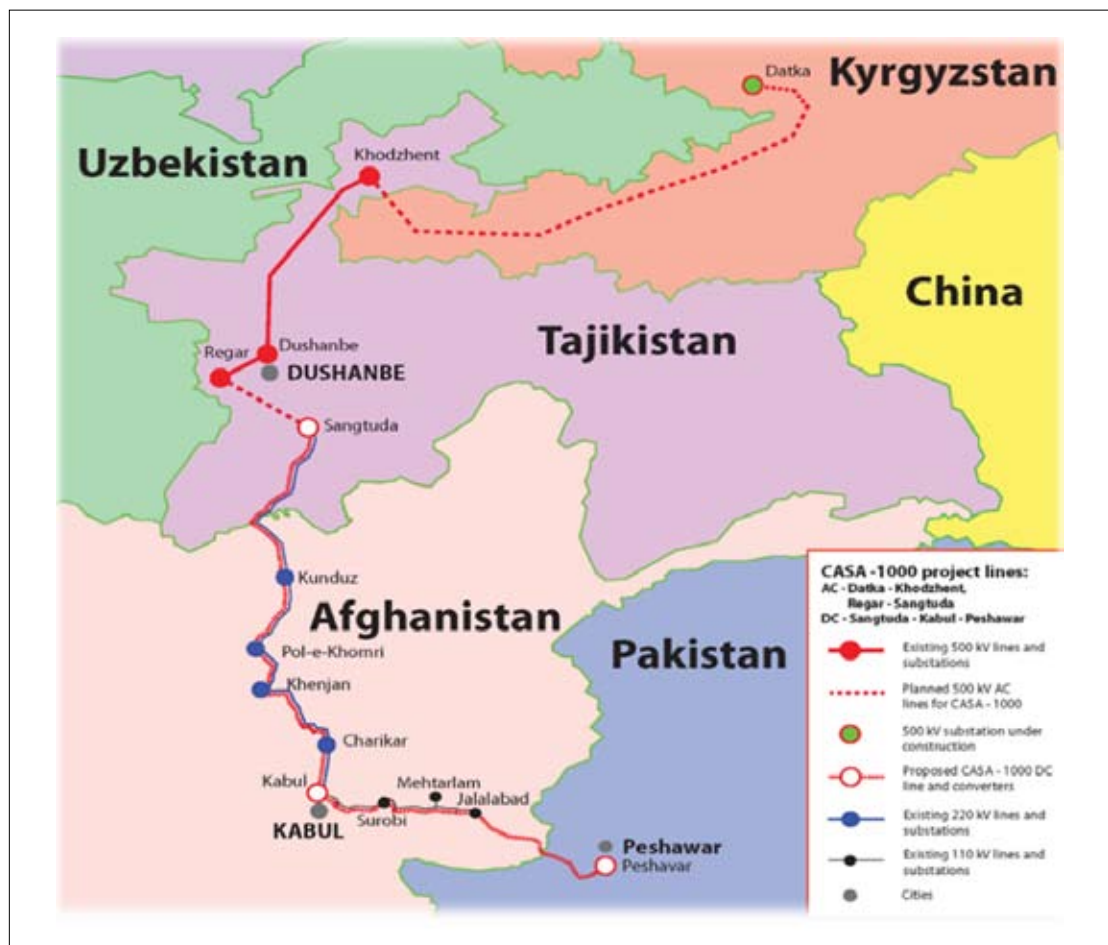 Datka
Kyrgyzstan
Uzbekistan
Khodzhent
China
Tajikistan
Regar
Dushanbe
DUSHANBE
Sangtuda
Kunduz
Afghanistan
Pol-e-Khomri
Pakistan
Khenjan
Charikar
Kabul
KABUL
Mehtarlam
Surobi
Jalalabad
Peshawar
Peshavar
CASA -1000 project lines:
AC - Datka - Khodzhent,
Regar - Sangtuda
DC - Sangtuda - Kabul - Peshawar
Existing 500 kV lines and
substations
Planned 500 kV AC
lines for CASA - 1000
500 kV substation under
construction
Proposed CASA - 1000 DC
line and converters
Existing 220 kV lines and
substations
Existing 110 kV lines and
substations
Cities